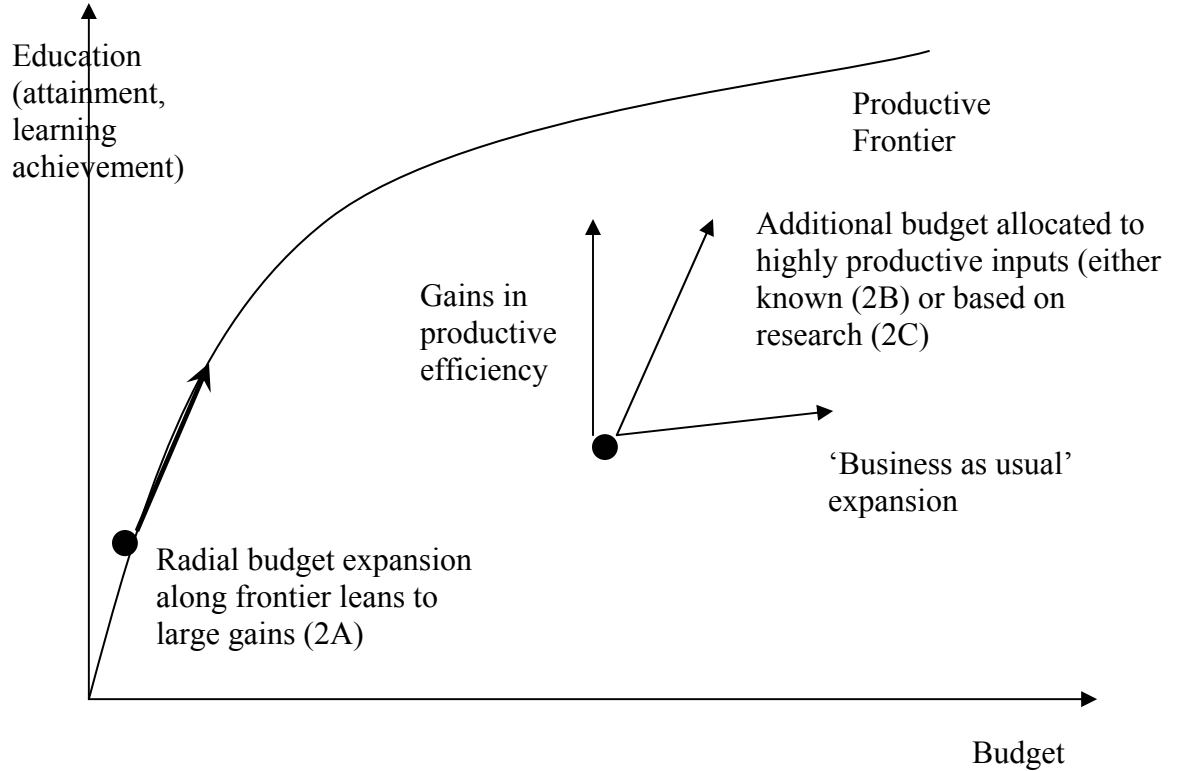 Education
(attainment,
learning
achievement)
Productive
Frontier
Additional budget allocated to
highly productive inputs (either
known (2B) or based on
research (2C)
Gains in
productive
efficiency
‘Business as usual’
expansion
Radial budget expansion
along frontier leans to
large gains (2A)
Budget